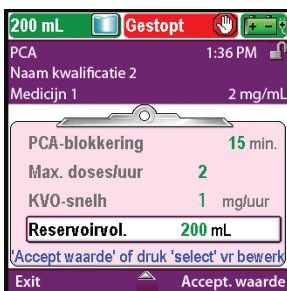 200 mL Gestopt
PCA 1:36 PM
Naam kwalificatie 2
Medicijn 1 2 mg/mL
PCA-blokkering 15 min.
Max. doses/uur 2
KVO-snelh 1 mg/uur
Reservoirvol. 200 mL
'Accept waarde' of druk 'select' vr bewerk
Exit Accept. waarde